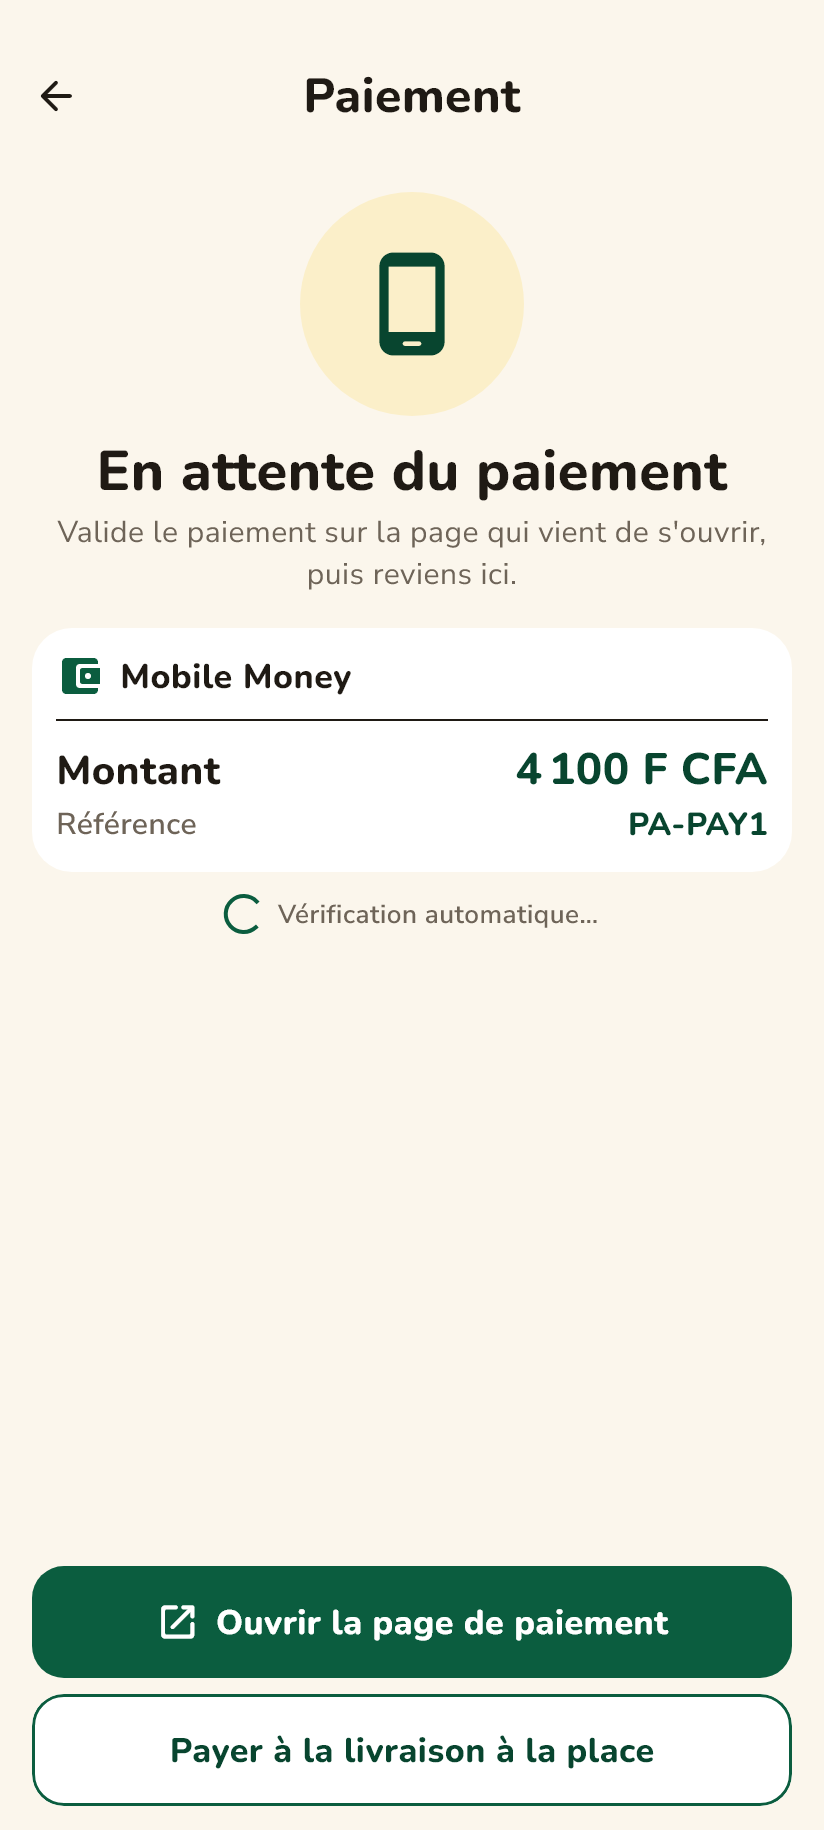 Paiement
En attente du paiement
Valide le paiement sur la page qui vient de s'ouvrir,
puis reviens ici.
Mobile Money
Montant 4 100 F CFA
Référence PA-PAY1
Vérification automatique...
Ouvrir la page de paiement
Payer à la livraison à la place